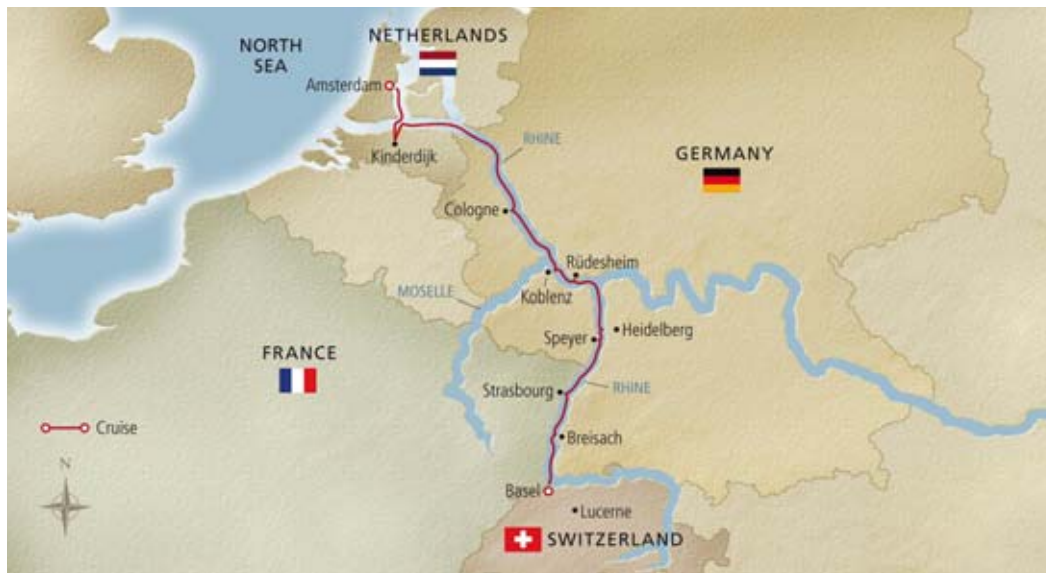 NORTH
SEA
NETHERLANDS
Amsterdam
Kinderdijk
RHINE
GERMANY
Cologne
Rüdesheim
Koblenz
MOSELLE
Heidelberg
Speyer
FRANCE
Strasbourg
RHINE
Cruise
Breisach
N
Basel
Lucerne
SWITZERLAND